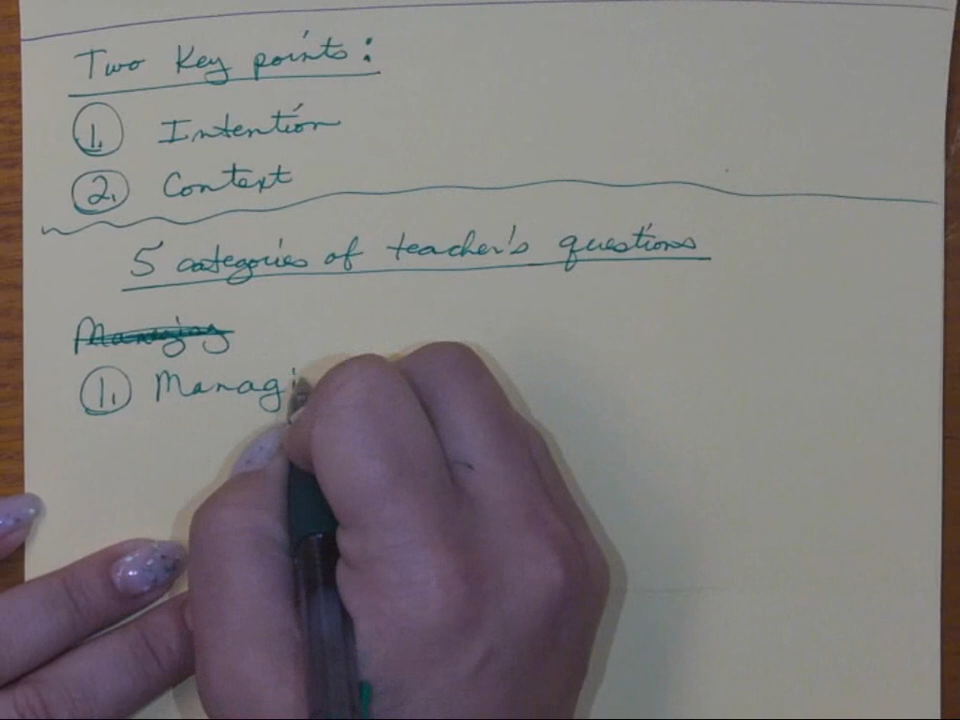 Two Key points:
1. Intention
2. Context
5 categories of teacher's questions
Managing
1. Managi